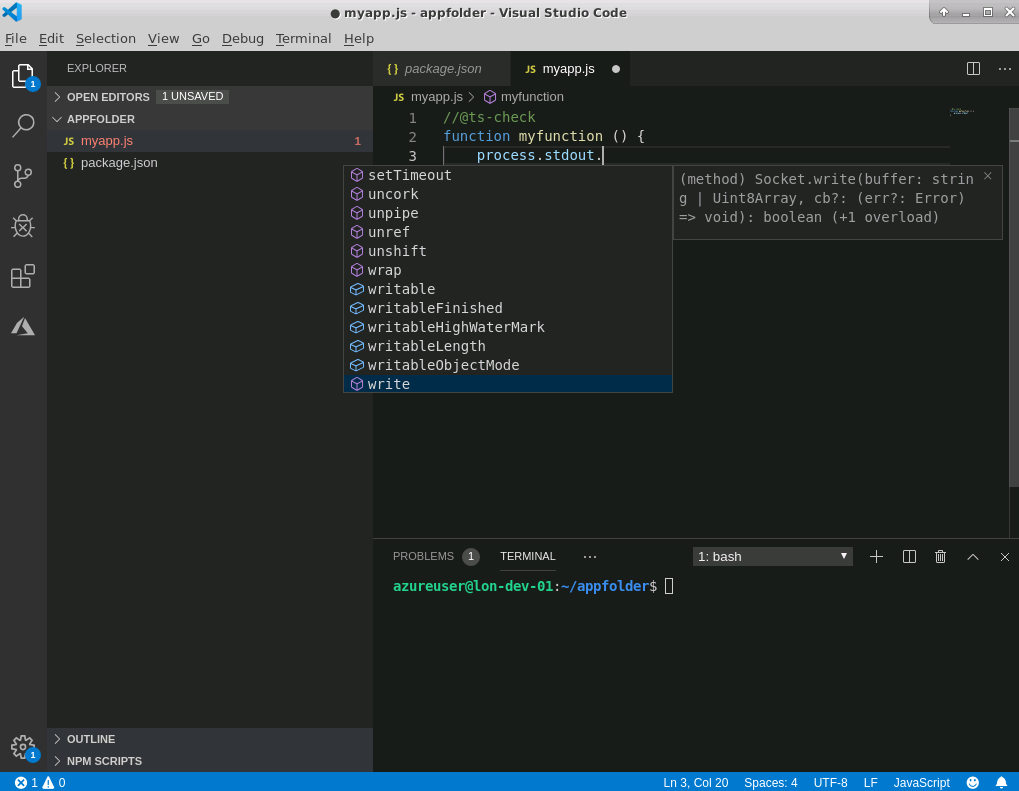 ● myapp.js - appfolder - Visual Studio Code
File Edit Selection View Go Debug Terminal Help
1
EXPLORER
OPEN EDITORS 1 UNSAVED
APPFOLDER
JS myapp.js 1
{} package.json
OUTLINE
NPM SCRIPTS
1
{} package.json JS myapp.js ●
JS myapp.js > myfunction
1 //@ts-check
2 function myfunction () {
3 process.stdout.
setTimeout
uncork
unpipe
unref
unshift
wrap
writable
writableFinished
writableHighWaterMark
writableLength
writableObjectMode
write
(method) Socket.write(buffer: strin
g | Uint8Array, cb?: (err?: Error)
=> void): boolean (+1 overload)
PROBLEMS 1 TERMINAL ··· 1: bash
azureuser@lon-dev-01:~/appfolder$
1 0 Ln 3, Col 20 Spaces: 4 UTF-8 LF JavaScript